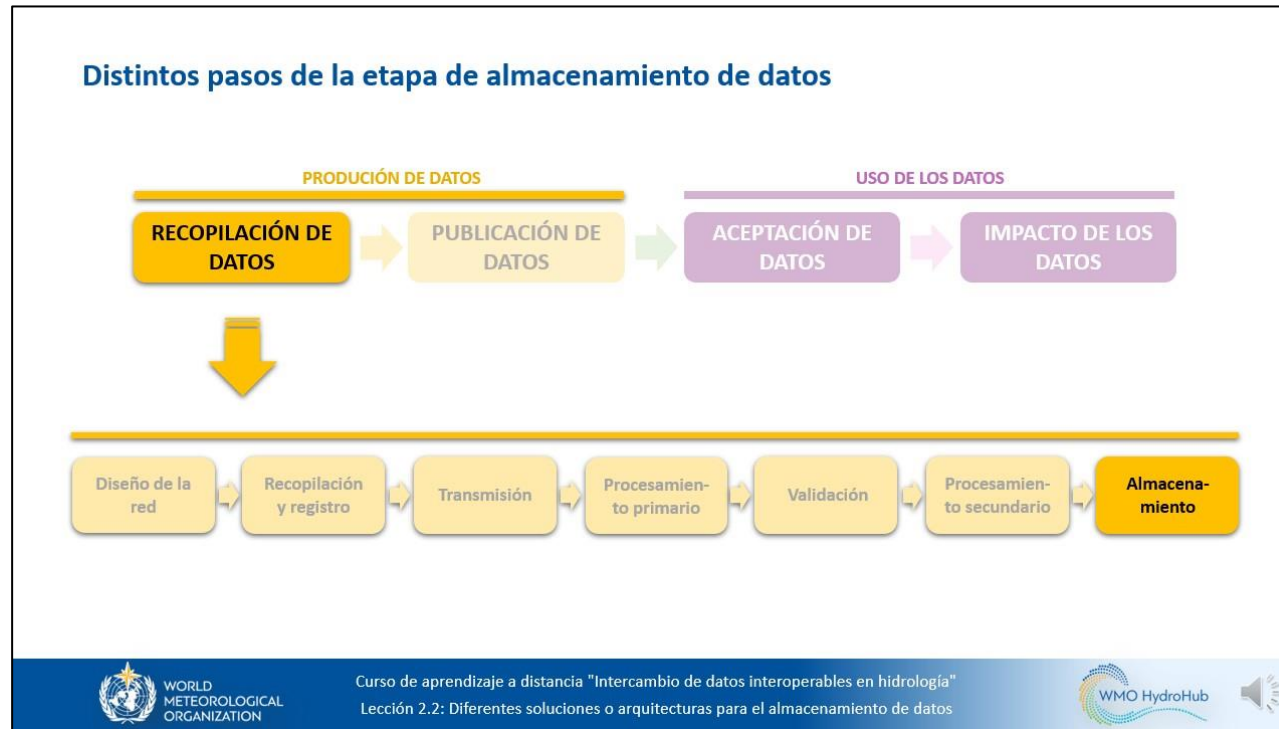 Distintos pasos de la etapa de almacenamiento de datos
PRODUCIÓN DE DATOS
USO DE LOS DATOS
RECOPILACIÓN DE
DATOS
PUBLICACIÓN DE
DATOS
ACEPTACIÓN DE
DATOS
IMPACTO DE LOS
DATOS
Diseño de la
red
Recopilación
y registro
Transmisión
Procesamien-
to primario
Validación
Procesamien-
to secundario
Almacena-
miento
WORLD
METEOROLOGICAL
ORGANIZATION
Curso de aprendizaje a distancia "Intercambio de datos interoperables en hidrología"
Lección 2.2: Diferentes soluciones o arquitecturas para el almacenamiento de datos
WMO HydroHub